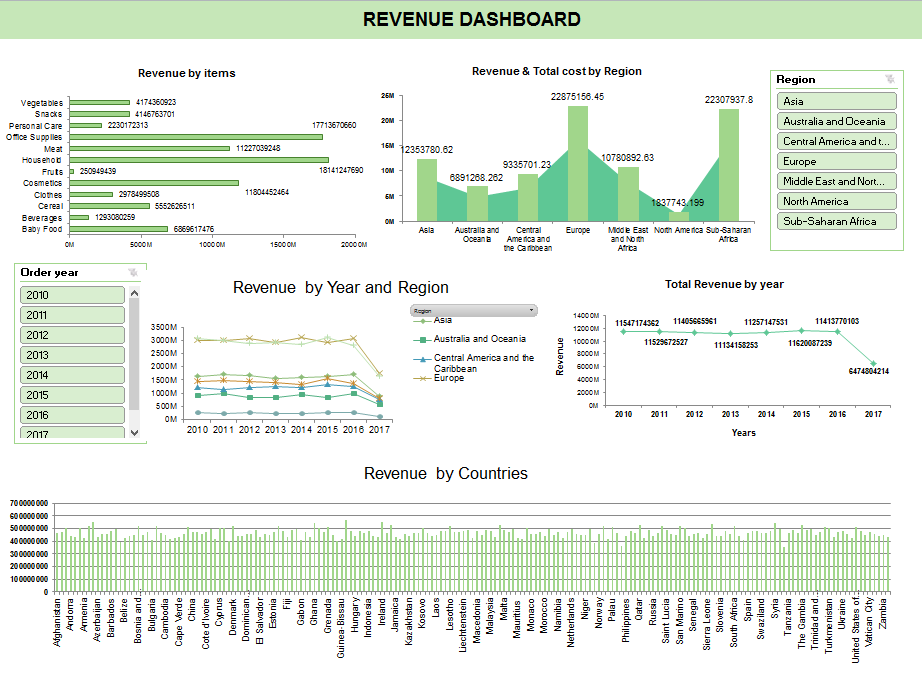 REVENUE DASHBOARD
Revenue by items
Vegetables
4174360923
Snacks
4146763701
Personal Care
2230172313
Office Supplies
17713670660
Meat
11227039248
Household
18141247690
Fruits
250949439
Cosmetics
11804452464
Clothes
2978499508
Cereal
5552626511
Beverages
1293080259
Baby Food
6869617476
0M 5000M 10000M 15000M 20000M
Revenue & Total cost by Region
26M
20M
16M
10M
6M
0M
12353780.62
6891268.262
9335701.23
22875156.45
10780892.63
1837743.199
22307937.8
Asia
Australia and
Oceania
Central
America and
the Caribbean
Europe
Middle East
and North
Africa
North America
Sub-Saharan
Africa
Region
Asia
Australia and Oceania
Central America and t...
Europe
Middle East and Nort...
North America
Sub-Saharan Africa
Order year
2010
2011
2012
2013
2014
2015
2016
2017
Revenue by Year and Region
3500M
3000M
2500M
2000M
1500M
1000M
500M
0M
2010 2011 2012 2013 2014 2015 2016 2017
Region
Asia
Australia and Oceania
Central America and the
Caribbean
Europe
Total Revenue by year
Revenue
14000M
12000M
10000M
8000M
6000M
4000M
2000M
0M
11547174362
11529672527
11405665961
11134158253
11257147531
11620087239
11413770103
6474804214
2010 2011 2012 2013 2014 2015 2016 2017
Years
Revenue by Countries
700000000
600000000
500000000
400000000
300000000
200000000
100000000
0
Afghanistan
Andorra
Armenia
Azerbaijan
Barbados
Belize
Bosnia and...
Bulgaria
Cambodia
Cape Verde
China
Cote d'Ivoire
Cyprus
Denmark
Dominican...
El Salvador
Estonia
Fiji
Gabon
Ghana
Grenada
Guinea-Bissau
Hungary
Indonesia
Ireland
Jamaica
Kazakhstan
Kosovo
Laos
Lesotho
Liechtenstein
Macedonia
Malaysia
Malta
Mauritius
Monaco
Morocco
Namibia
Netherlands
Niger
Norway
Palau
Philippines
Qatar
Russia
Saint Lucia
San Marino
Senegal
Sierra Leone
Slovenia
South Africa
Spain
Swaziland
Syria
Tanzania
The Gambia
Trinidad and...
Turkmenistan
Ukraine
United States of...
Vatican City
Zambia